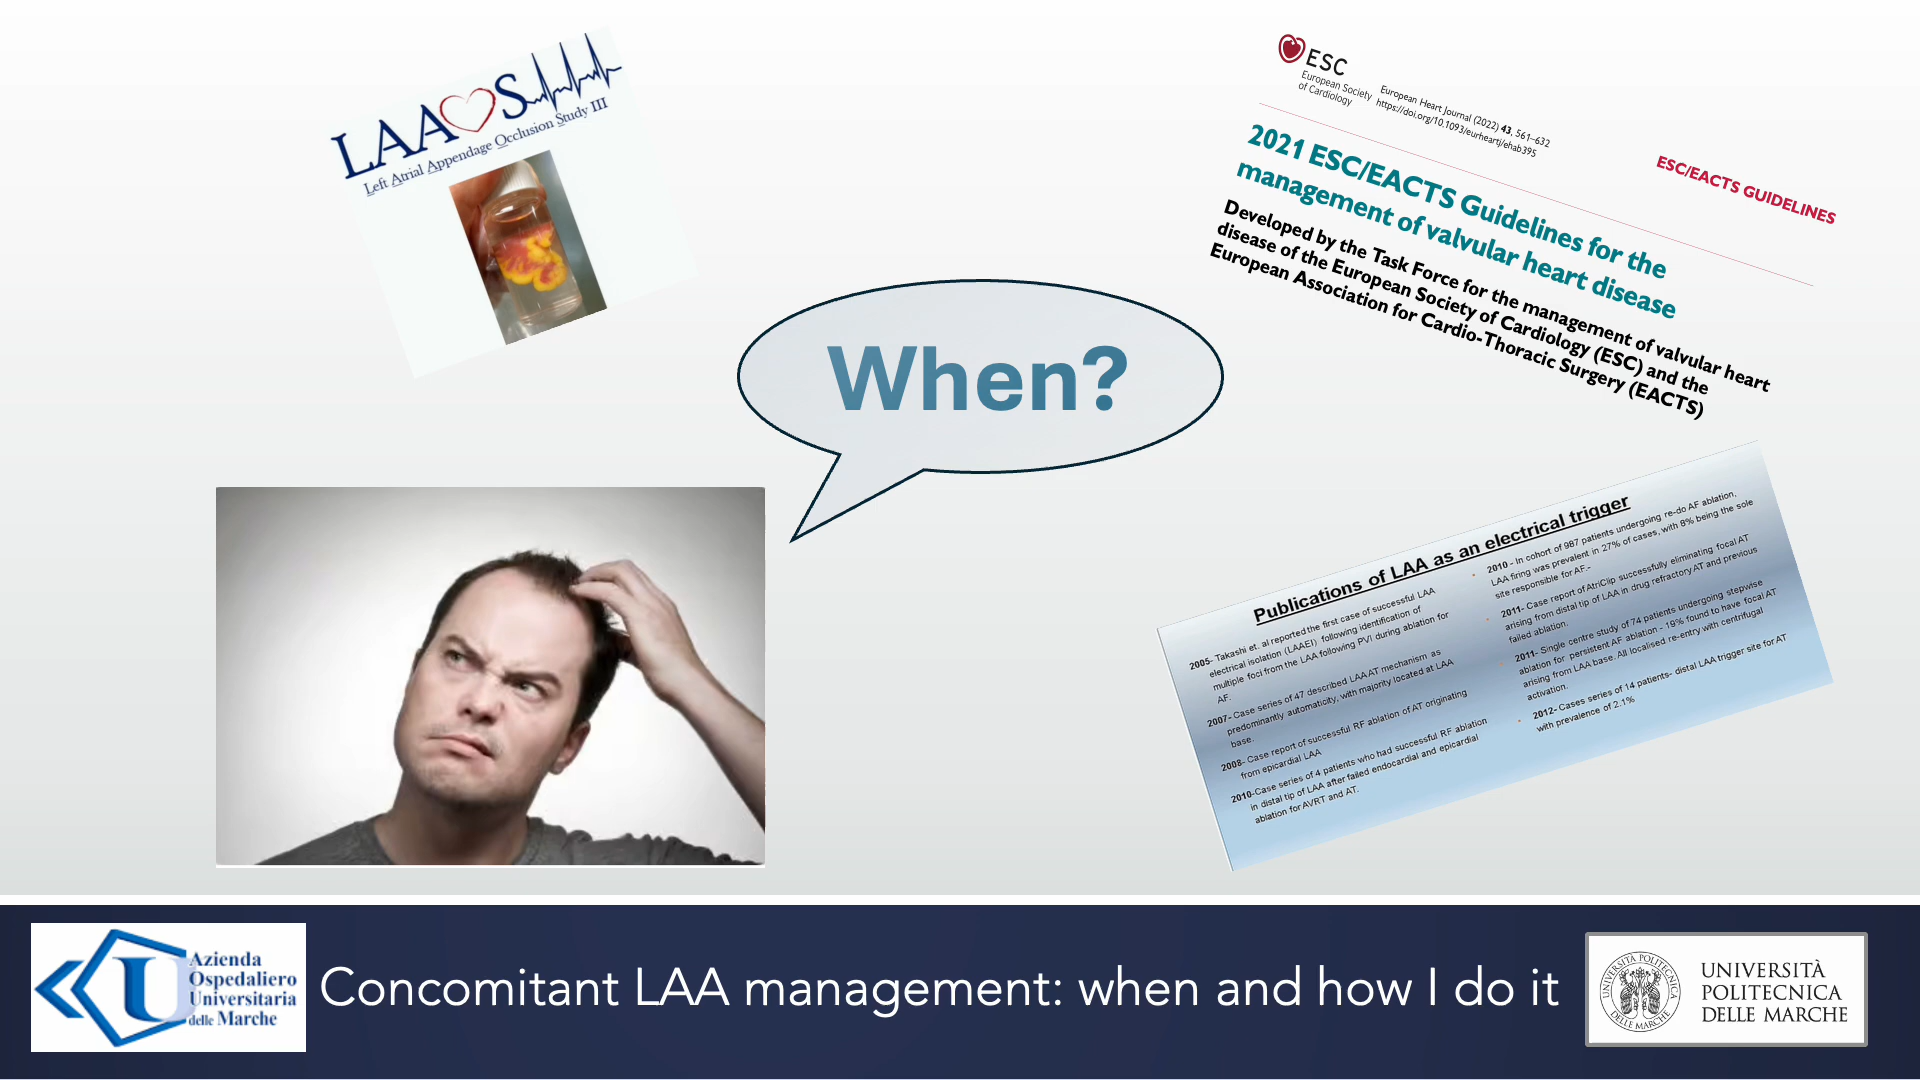 LAAOS
Left Atrial Appendage Occlusion Study III
ESC
European Society
of Cardiology
European Heart Journal (2022) 43, 561–632
https://doi.org/10.1093/eurheartj/ehab395
ESC/EACTS GUIDELINES
2021 ESC/EACTS Guidelines for the
management of valvular heart disease
Developed by the Task Force for the management of valvular heart
disease of the European Society of Cardiology (ESC) and the
European Association for Cardio-Thoracic Surgery (EACTS)
When?
Publications of LAA as an electrical trigger
2005- Takashi et. al reported the first case of successful LAA
electrical isolation (LAAEI) following identification of
multiple foci from the LAA following PVI during ablation for
AF.
2007- Case series of 47 described LAA AT mechanism as
predominantly automaticity, with majority located at LAA
base.
2008- Case report of successful RF ablation of AT originating
from epicardial LAA
2010-Case series of 4 patients who had successful RF ablation
in distal tip of LAA after failed endocardial and epicardial
ablation for AVRT and AT.
2010 - In cohort of 987 patients undergoing re-do AF ablation,
LAA firing was prevalent in 27% of cases, with 8% being the sole
site responsible for AF.-
2011- Case report of AtriClip successfully eliminating focal AT
arising from distal tip of LAA in drug refractory AT and previous
failed ablation.
2011- Single centre study of 74 patients undergoing stepwise
ablation for persistent AF ablation - 19% found to have focal AT
arising from LAA base. All localised re-entry with centrifugal
activation.
2012- Cases series of 14 patients- distal LAA trigger site for AT
with prevalence of 2.1%
Azienda
Ospedaliero
Universitaria
delle Marche
Concomitant LAA management: when and how I do it
UNIVERSITÀ
POLITECNICA
DELLE MARCHE